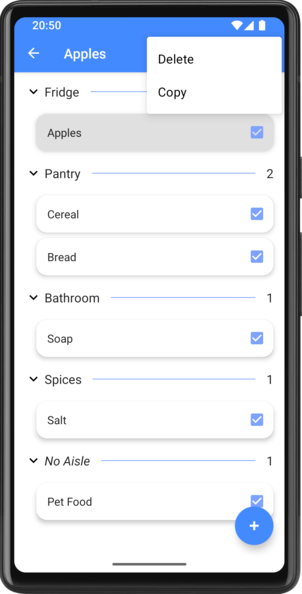 20:50
Apples
Delete
Copy
Fridge
Apples
Pantry 2
Cereal
Bread
Bathroom 1
Soap
Spices 1
Salt
No Aisle 1
Pet Food
+